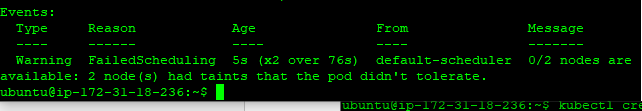 Events:
  Type     Reason            Age                From               Message
  ----     ------            ----               ----               -------
  Warning  FailedScheduling  5s (x2 over 76s)  default-scheduler  0/2 nodes are
available: 2 node(s) had taints that the pod didn't tolerate.
ubuntu@ip-172-31-18-236:~$
ubuntu@ip-172-31-18-236:~$ kubectl cre